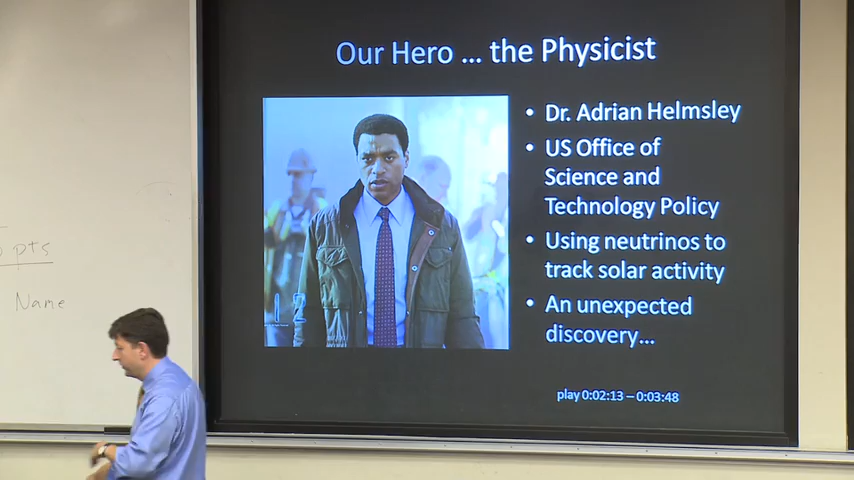 Our Hero ... the Physicist
• Dr. Adrian Helmsley
• US Office of
Science and
Technology Policy
• Using neutrinos to
track solar activity
• An unexpected
discovery...
play 0:02:13 – 0:03:48
pts
Name